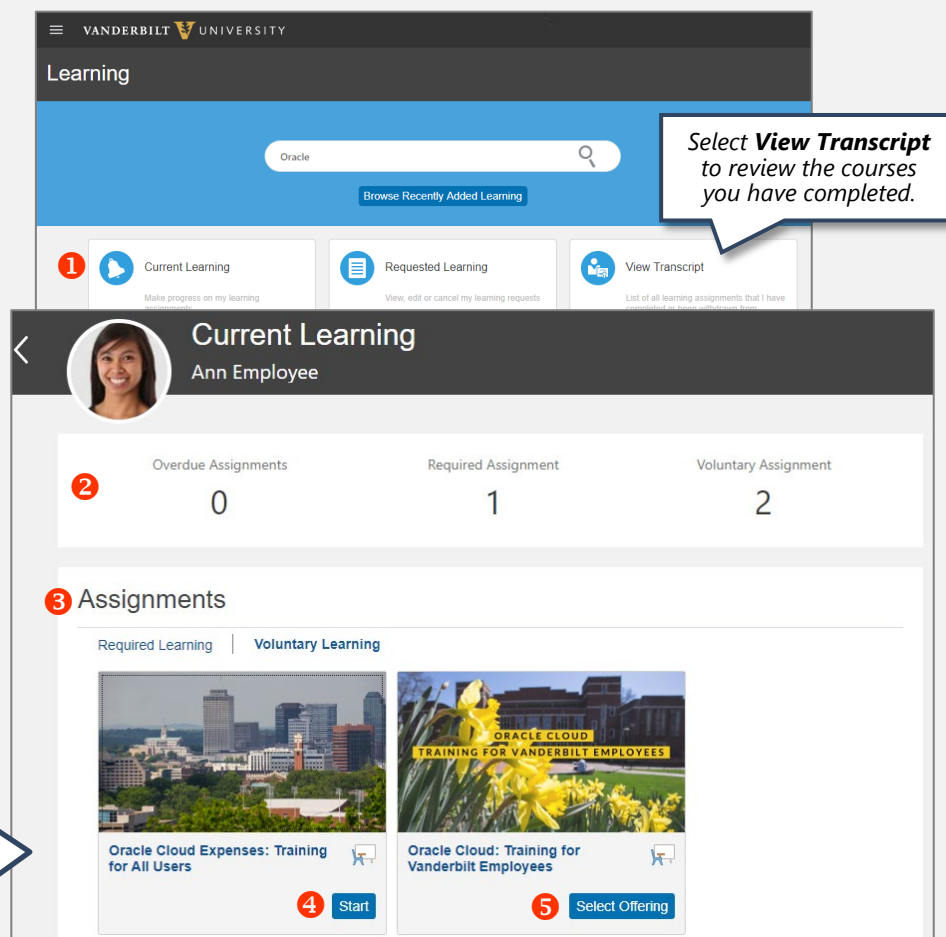 VANDERBILT V UNIVERSITY
Learning
Oracle
Browse Recently Added Learning
Select View Transcript
to review the courses
you have completed.
1
Current Learning
Make progress on my learning
assignments
Requested Learning
View, edit or cancel my learning requests
View Transcript
List of all learning assignments that I have
completed or been withdrawn from
Current Learning
Ann Employee
2
Overdue Assignments
0
Required Assignment
1
Voluntary Assignment
2
3 Assignments
Required Learning | Voluntary Learning
ORACLE CLOUD
TRAINING FOR VANDERBILT EMPLOYEES
Oracle Cloud Expenses: Training
for All Users
4 Start
Oracle Cloud: Training for
Vanderbilt Employees
5 Select Offering